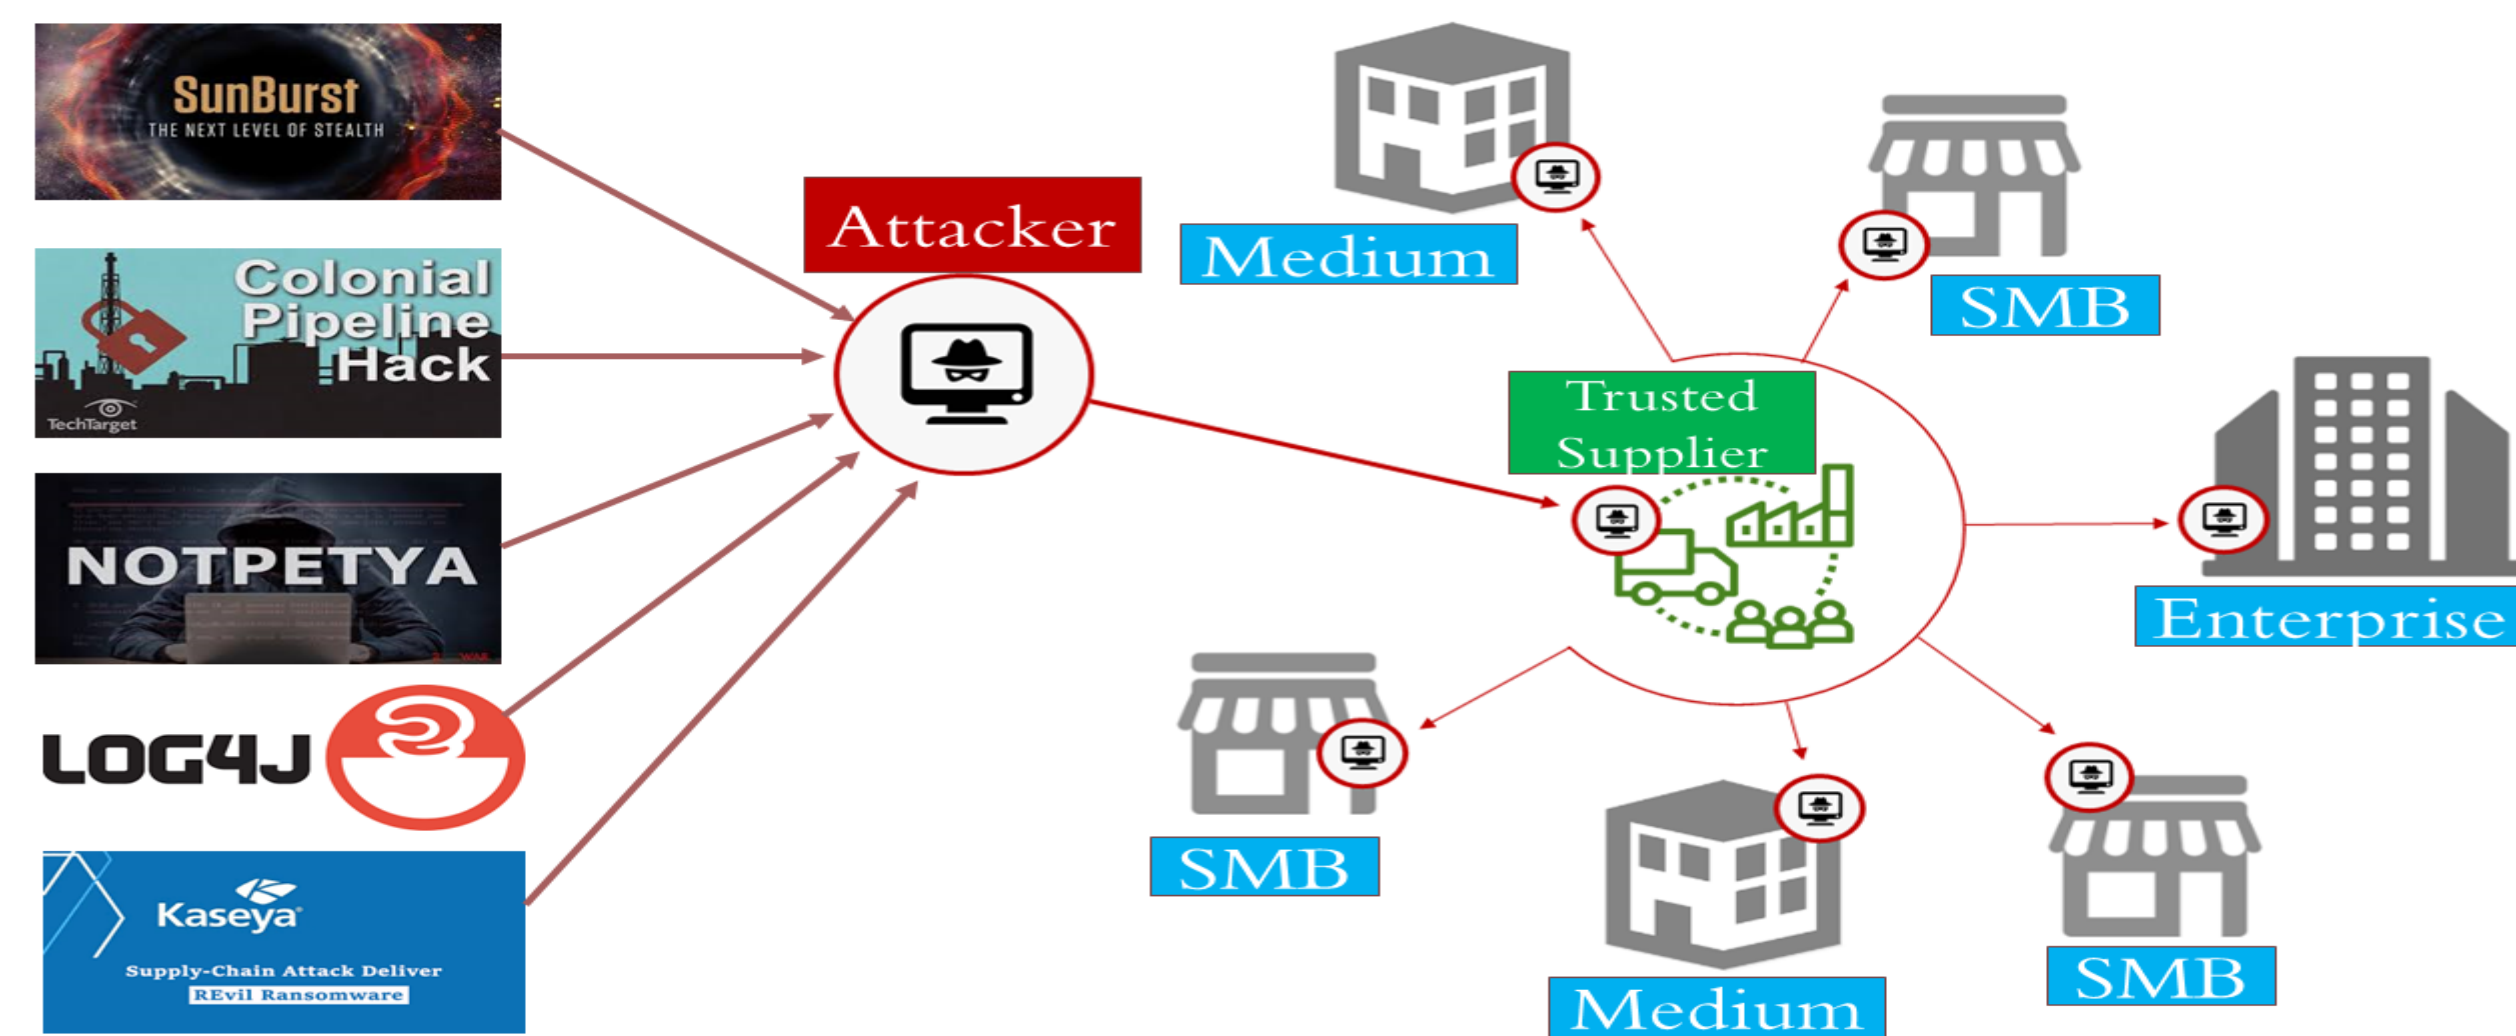 SunBurst
THE NEXT LEVEL OF STEALTH
Colonial
Pipeline
Hack
TechTarget
NOTPETYA
WAR
LOG4J
Kaseya
Supply-Chain Attack Deliver
REvil Ransomware
Attacker
Medium
SMB
Trusted
Supplier
Enterprise
SMB
Medium
SMB